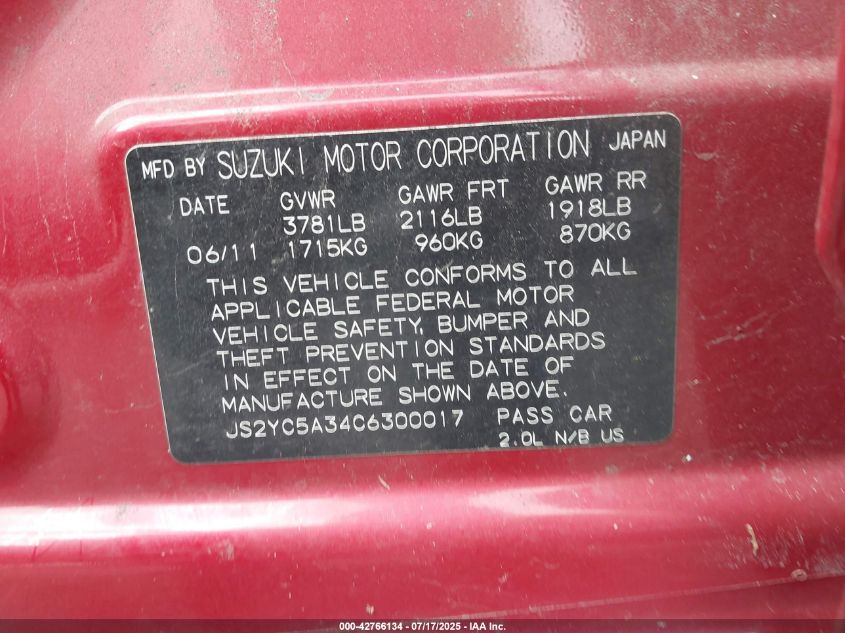 MFD BY SUZUKI MOTOR CORPORATION JAPAN
DATE GVWR GAWR FRT GAWR RR
3781LB 2116LB 1918LB
06/11 1715KG 960KG 870KG
THIS VEHICLE CONFORMS TO ALL
APPLICABLE FEDERAL MOTOR
VEHICLE SAFETY, BUMPER AND
THEFT PREVENTION STANDARDS
IN EFFECT ON THE DATE OF
MANUFACTURE SHOWN ABOVE.
JS2YC5A34C6300017 PASS CAR
2.0L N/B US
000-42766134 / 07/17/2025 - IAA Inc.